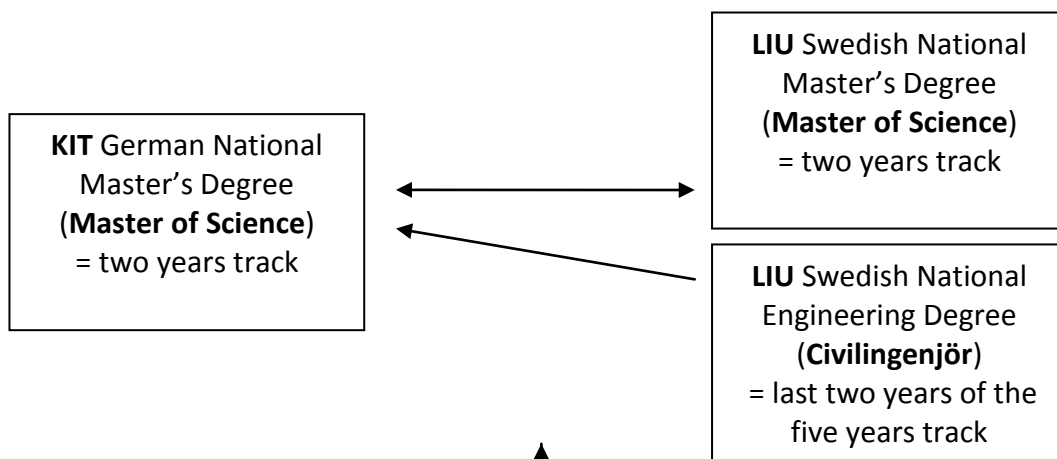 KIT German National
Master's Degree
(Master of Science)
= two years track
LIU Swedish National
Master's Degree
(Master of Science)
= two years track
LIU Swedish National
Engineering Degree
(Civilingenjör)
= last two years of the
five years track